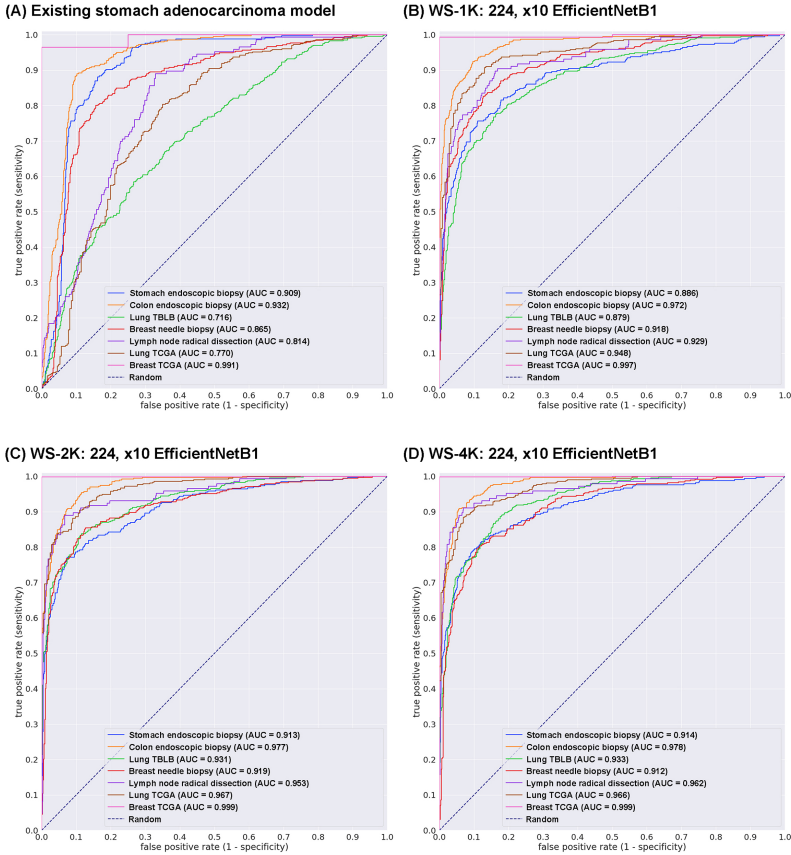 (A) Existing stomach adenocarcinoma model
1.0
0.9
0.8
0.7
0.6
0.5
0.4
0.3
0.2
0.1
0.0
true positive rate (sensitivity)
Stomach endoscopic biopsy (AUC = 0.909)
Colon endoscopic biopsy (AUC = 0.932)
Lung TBLB (AUC = 0.716)
Breast needle biopsy (AUC = 0.865)
Lymph node radical dissection (AUC = 0.814)
Lung TCGA (AUC = 0.770)
Breast TCGA (AUC = 0.991)
Random
0.0 0.1 0.2 0.3 0.4 0.5 0.6 0.7 0.8 0.9 1.0
false positive rate (1 - specificity)
(B) WS-1K: 224, x10 EfficientNetB1
1.0
0.9
0.8
0.7
0.6
0.5
0.4
0.3
0.2
0.1
0.0
true positive rate (sensitivity)
Stomach endoscopic biopsy (AUC = 0.886)
Colon endoscopic biopsy (AUC = 0.972)
Lung TBLB (AUC = 0.879)
Breast needle biopsy (AUC = 0.918)
Lymph node radical dissection (AUC = 0.929)
Lung TCGA (AUC = 0.948)
Breast TCGA (AUC = 0.997)
Random
0.0 0.1 0.2 0.3 0.4 0.5 0.6 0.7 0.8 0.9 1.0
false positive rate (1 - specificity)
(C) WS-2K: 224, x10 EfficientNetB1
1.0
0.9
0.8
0.7
0.6
0.5
0.4
0.3
0.2
0.1
0.0
true positive rate (sensitivity)
Stomach endoscopic biopsy (AUC = 0.913)
Colon endoscopic biopsy (AUC = 0.977)
Lung TBLB (AUC = 0.931)
Breast needle biopsy (AUC = 0.919)
Lymph node radical dissection (AUC = 0.953)
Lung TCGA (AUC = 0.967)
Breast TCGA (AUC = 0.999)
Random
0.0 0.1 0.2 0.3 0.4 0.5 0.6 0.7 0.8 0.9 1.0
false positive rate (1 - specificity)
(D) WS-4K: 224, x10 EfficientNetB1
1.0
0.9
0.8
0.7
0.6
0.5
0.4
0.3
0.2
0.1
0.0
true positive rate (sensitivity)
Stomach endoscopic biopsy (AUC = 0.914)
Colon endoscopic biopsy (AUC = 0.978)
Lung TBLB (AUC = 0.933)
Breast needle biopsy (AUC = 0.912)
Lymph node radical dissection (AUC = 0.962)
Lung TCGA (AUC = 0.966)
Breast TCGA (AUC = 0.999)
Random
0.0 0.1 0.2 0.3 0.4 0.5 0.6 0.7 0.8 0.9 1.0
false positive rate (1 - specificity)